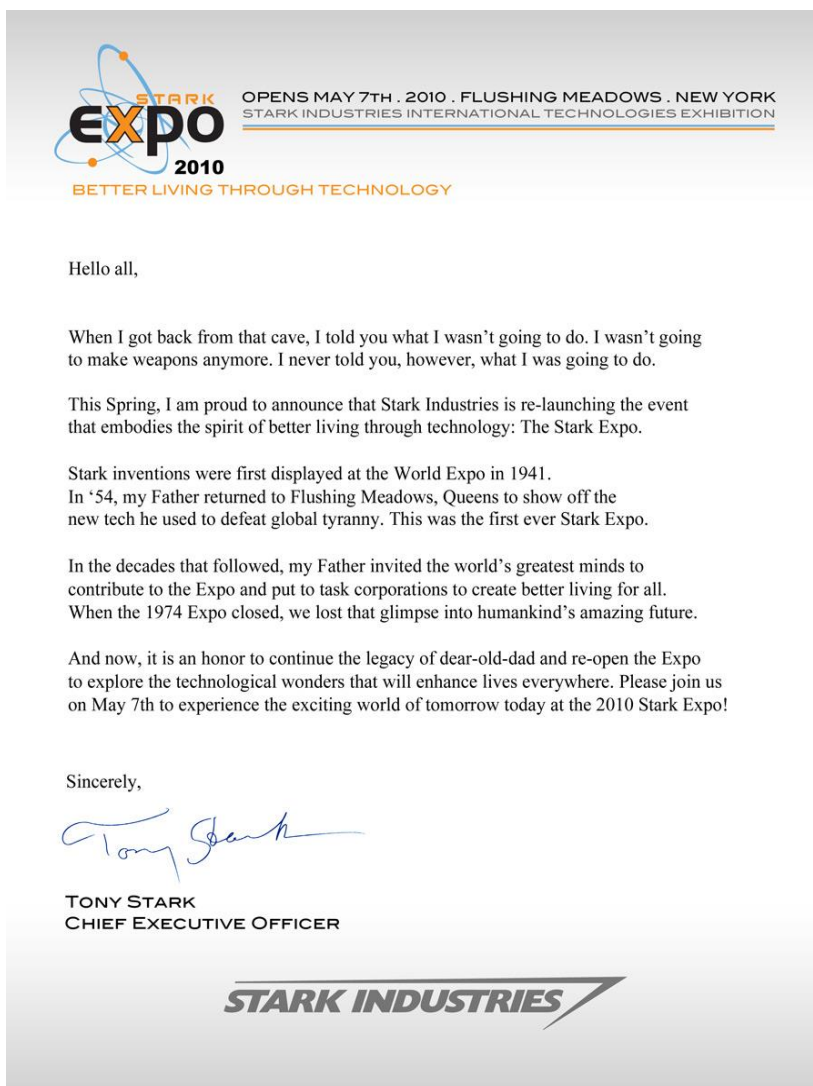 STARK
EXPO
2010
BETTER LIVING THROUGH TECHNOLOGY
OPENS MAY 7TH . 2010 . FLUSHING MEADOWS . NEW YORK
STARK INDUSTRIES INTERNATIONAL TECHNOLOGIES EXHIBITION
Hello all,
When I got back from that cave, I told you what I wasn’t going to do. I wasn’t going
to make weapons anymore. I never told you, however, what I was going to do.
This Spring, I am proud to announce that Stark Industries is re-launching the event
that embodies the spirit of better living through technology: The Stark Expo.
Stark inventions were first displayed at the World Expo in 1941.
In ‘54, my Father returned to Flushing Meadows, Queens to show off the
new tech he used to defeat global tyranny. This was the first ever Stark Expo.
In the decades that followed, my Father invited the world’s greatest minds to
contribute to the Expo and put to task corporations to create better living for all.
When the 1974 Expo closed, we lost that glimpse into humankind’s amazing future.
And now, it is an honor to continue the legacy of dear-old-dad and re-open the Expo
to explore the technological wonders that will enhance lives everywhere. Please join us
on May 7th to experience the exciting world of tomorrow today at the 2010 Stark Expo!
Sincerely,
Tony Stark
TONY STARK
CHIEF EXECUTIVE OFFICER
STARK INDUSTRIES